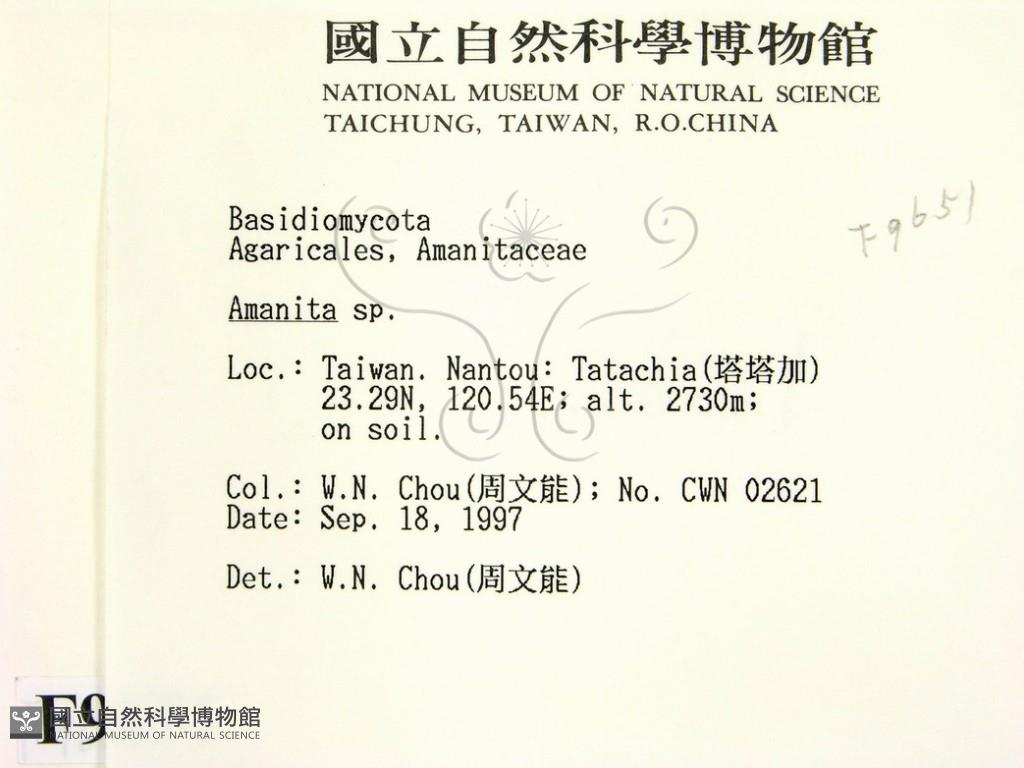 國立自然科學博物館
NATIONAL MUSEUM OF NATURAL SCIENCE
TAICHUNG, TAIWAN, R.O.CHINA
F9651
Basidiomycota
Agaricales, Amanitaceae
Amanita sp.
Loc.: Taiwan. Nantou: Tatachia(塔塔加)
23.29N, 120.54E; alt. 2730m;
on soil.
Col.: W.N. Chou(周文能); No. CWN 02621
Date: Sep. 18, 1997
Det.: W.N. Chou(周文能)
F9
國立自然科學博物館
NATIONAL MUSEUM OF NATURAL SCIENCE